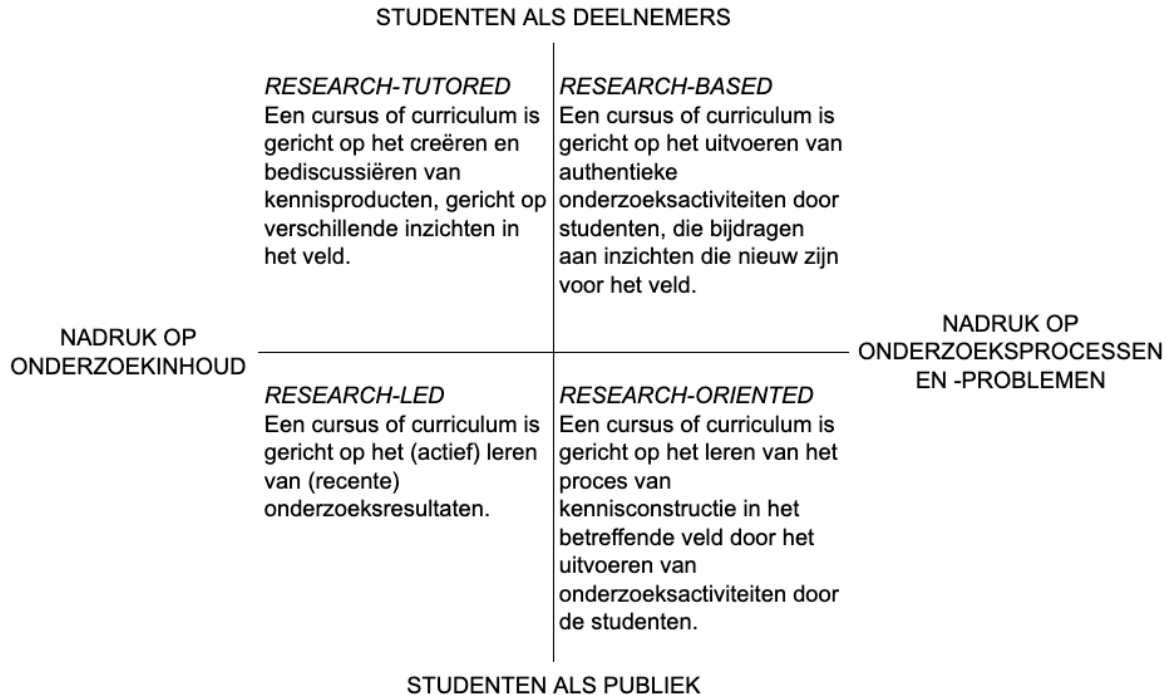 STUDENTEN ALS DEELNEMERS
RESEARCH-TUTORED
Een cursus of curriculum is
gericht op het creëren en
bediscussiëren van
kennisproducten, gericht op
verschillende inzichten in
het veld.
RESEARCH-BASED
Een cursus of curriculum is
gericht op het uitvoeren van
authentieke
onderzoeksactiviteiten door
studenten, die bijdragen
aan inzichten die nieuw zijn
voor het veld.
NADRUK OP
ONDERZOEKINHOUD
NADRUK OP
ONDERZOEKSPROCESSEN
EN -PROBLEMEN
RESEARCH-LED
Een cursus of curriculum is
gericht op het (actief) leren
van (recente)
onderzoeksresultaten.
RESEARCH-ORIENTED
Een cursus of curriculum is
gericht op het leren van het
proces van
kennisconstructie in het
betreffende veld door het
uitvoeren van
onderzoeksactiviteiten door
de studenten.
STUDENTEN ALS PUBLIEK